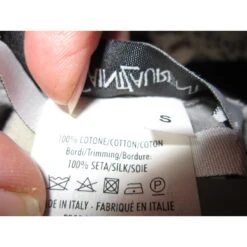 S
100% COTONE/COTTON/COTON
Bordi/Trimming/Bordure:
100% SETA/SILK/SOIE
MADE IN ITALY - FABRIQUÉ EN ITALIE